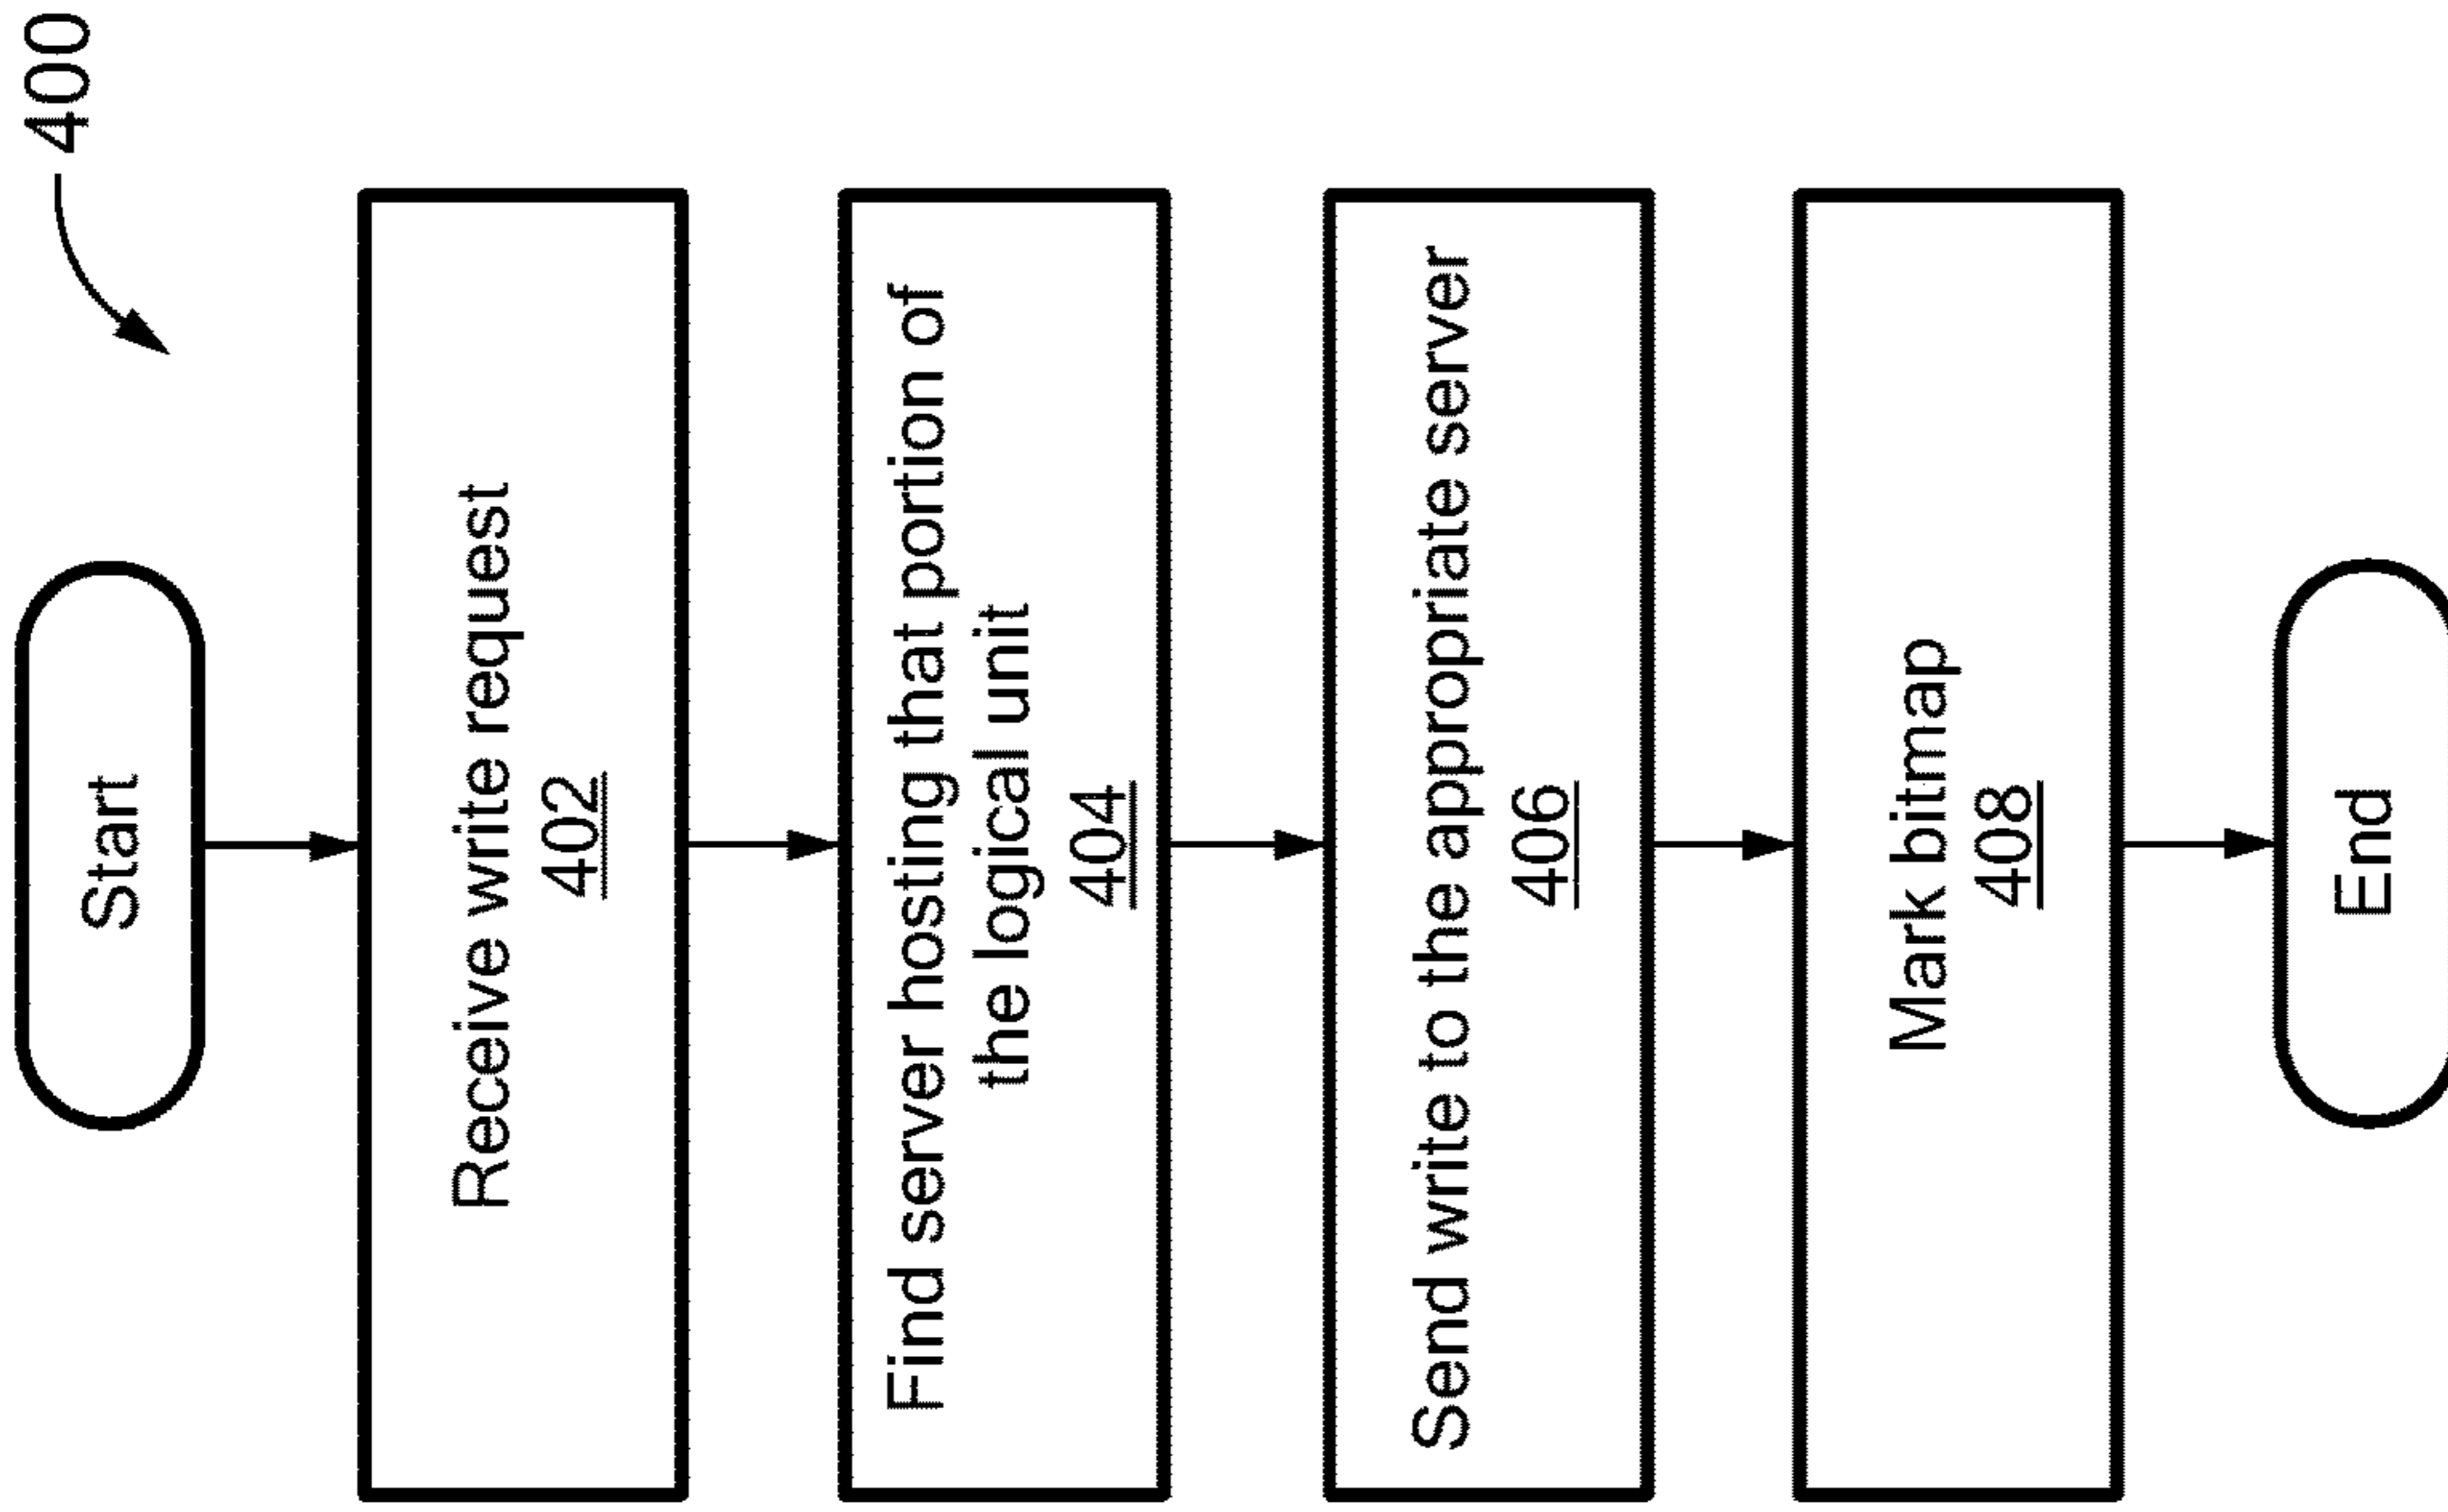 400
Start
Receive write request
402
Find server hosting that portion of
the logical unit
404
Send write to the appropriate server
406
Mark bitmap
408
End